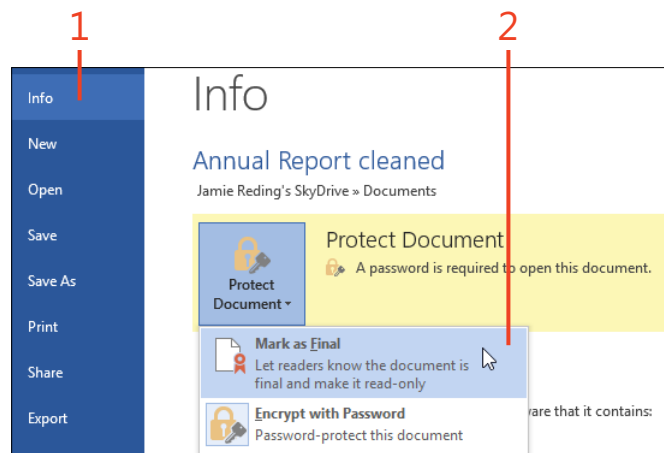 1
2
Info
Info
New
Annual Report cleaned
Open
Jamie Reding's SkyDrive » Documents
Save
Protect Document
A password is required to open this document.
Save As
Protect
Document
Print
Mark as Final
Let readers know the document is
final and make it read-only
Share
Export
Encrypt with Password
Password-protect this document
that it contains: